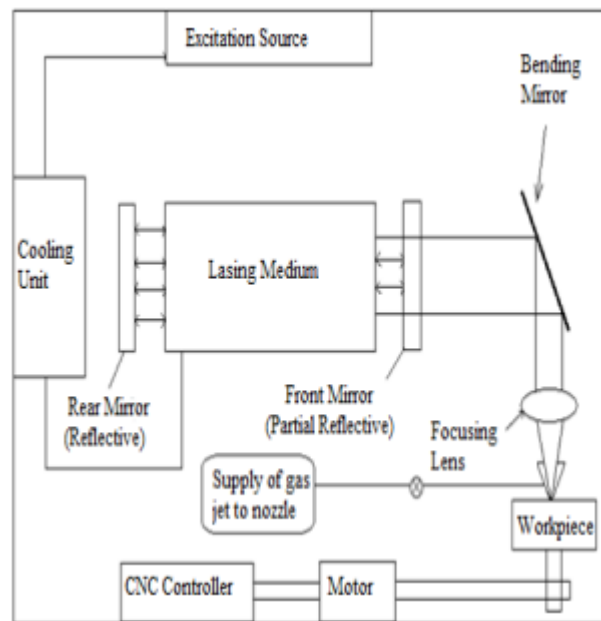 Excitation Source
Bending
Mirror
Cooling
Unit
Lasing Medium
Rear Mirror
(Reflective)
Front Mirror
(Partial Reflective)
Focusing
Lens
Supply of gas
jet to nozzle
Workpiece
CNC Controller
Motor